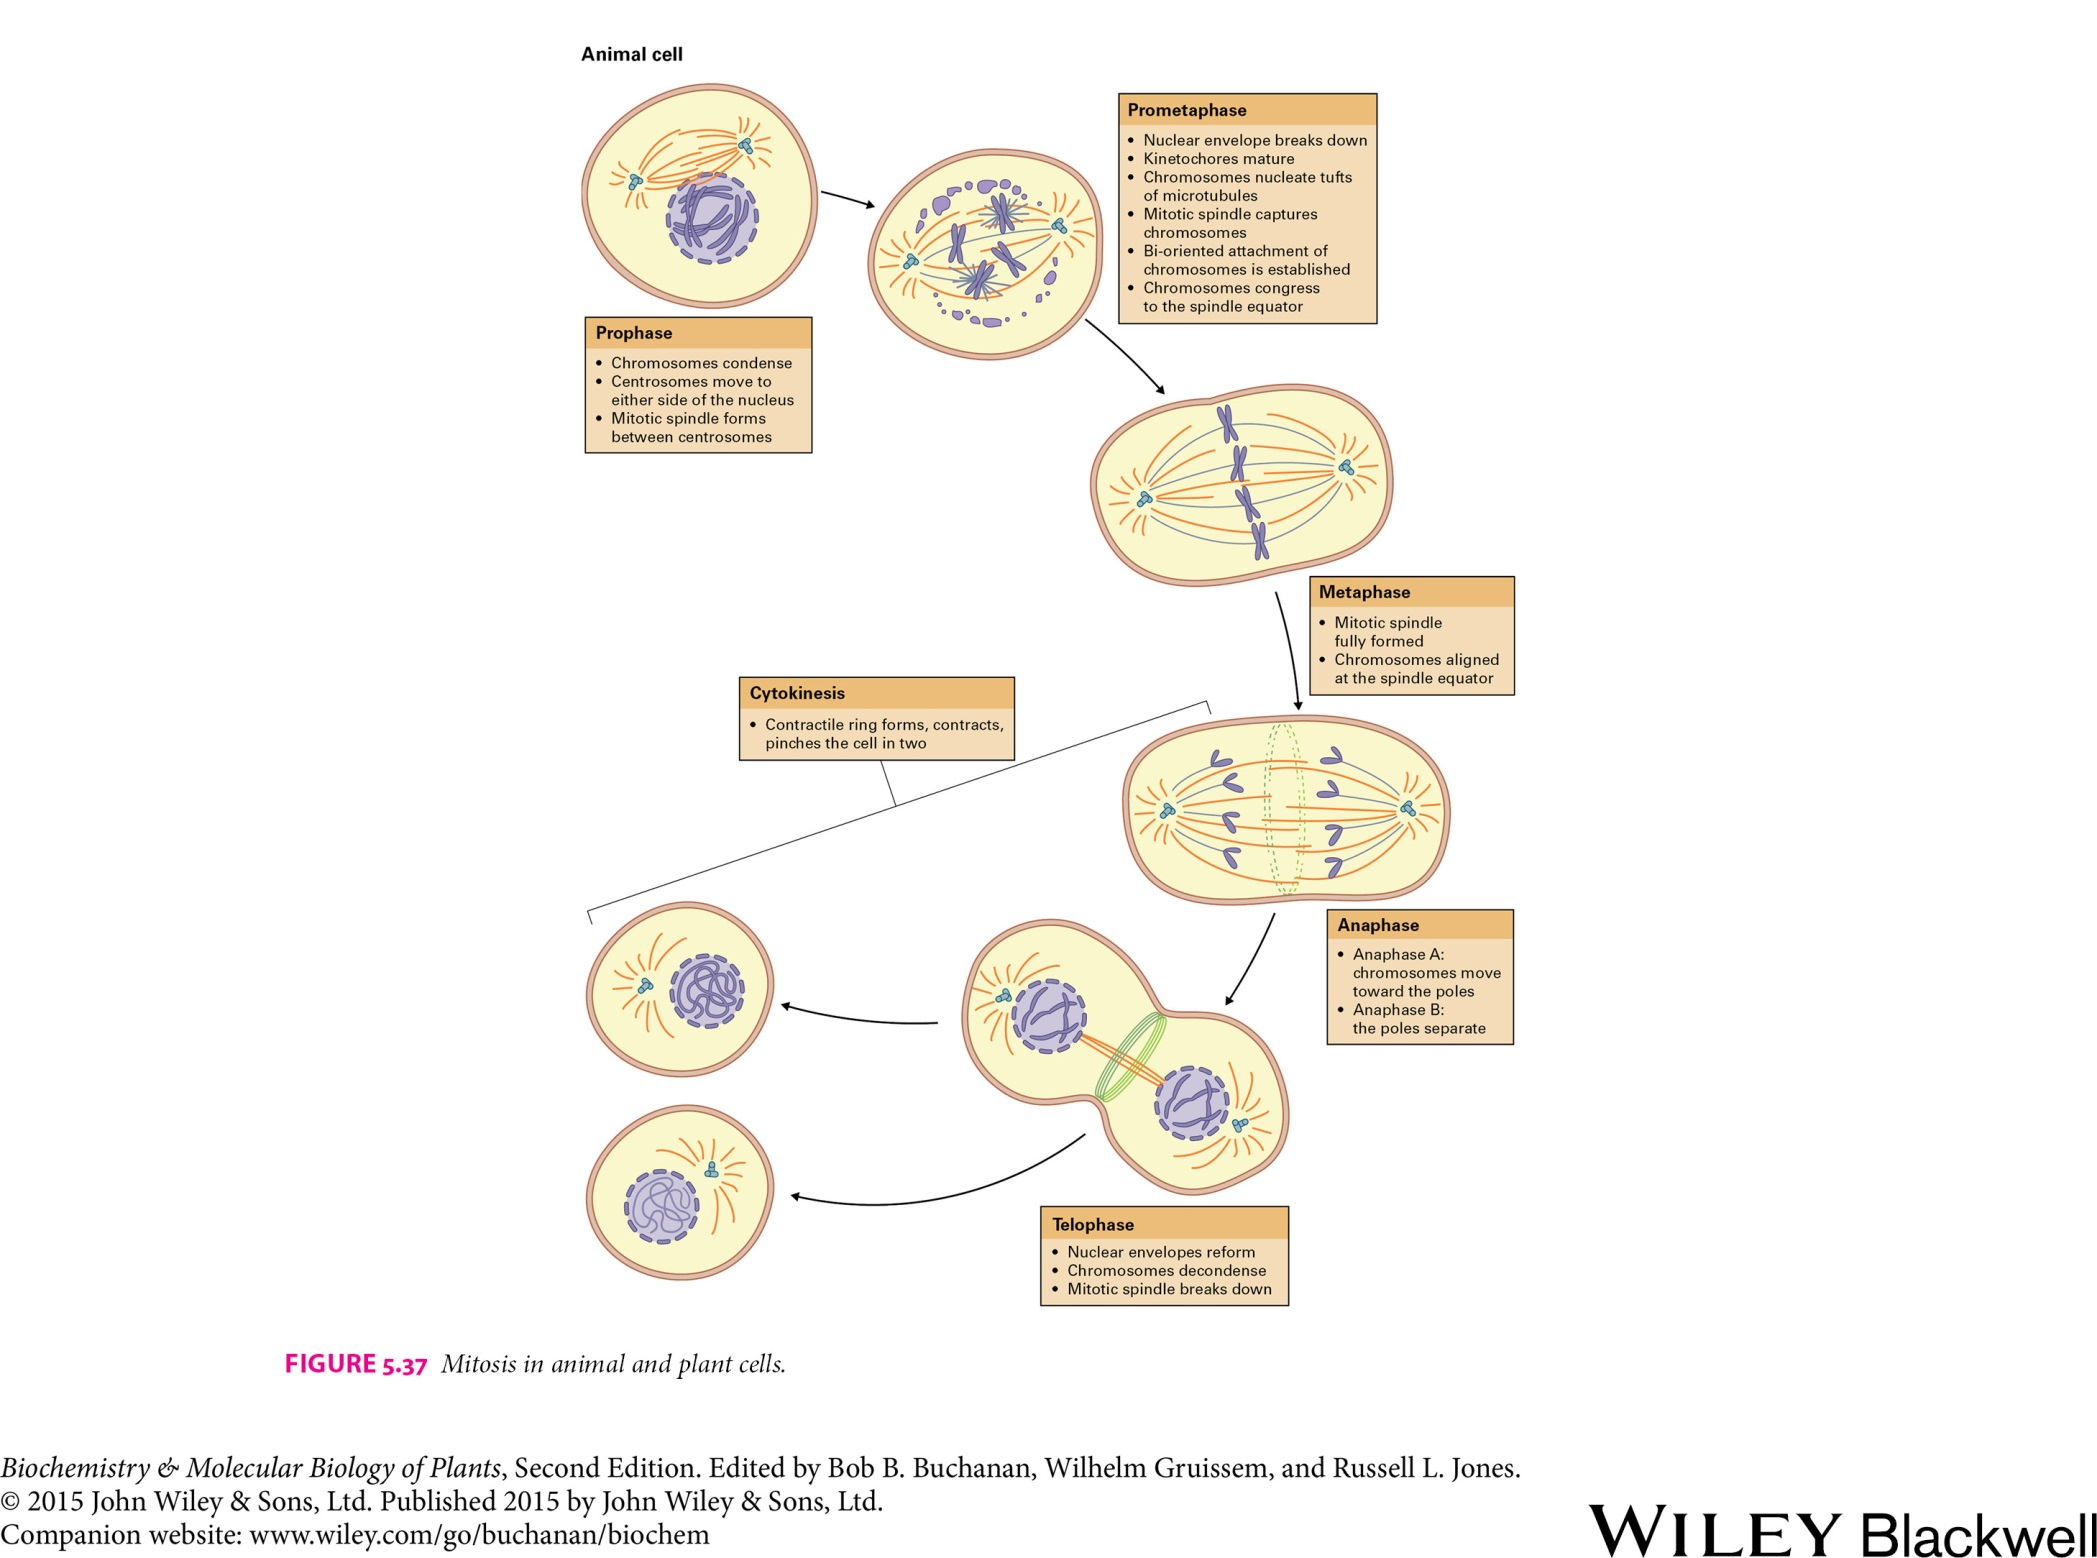 Animal cell
Prometaphase
• Nuclear envelope breaks down
• Kinetochores mature
• Chromosomes nucleate tufts
of microtubules
• Mitotic spindle captures
chromosomes
• Bi-oriented attachment of
chromosomes is established
• Chromosomes congress
to the spindle equator
Prophase
• Chromosomes condense
• Centrosomes move to
either side of the nucleus
• Mitotic spindle forms
between centrosomes
Metaphase
• Mitotic spindle
fully formed
• Chromosomes aligned
at the spindle equator
Cytokinesis
• Contractile ring forms, contracts,
pinches the cell in two
Anaphase
• Anaphase A:
chromosomes move
toward the poles
• Anaphase B:
the poles separate
Telophase
• Nuclear envelopes reform
• Chromosomes decondense
• Mitotic spindle breaks down
FIGURE 5.37 Mitosis in animal and plant cells.
Biochemistry & Molecular Biology of Plants, Second Edition. Edited by Bob B. Buchanan, Wilhelm Gruissem, and Russell L. Jones.
© 2015 John Wiley & Sons, Ltd. Published 2015 by John Wiley & Sons, Ltd.
Companion website: www.wiley.com/go/buchanan/biochem
WILEY Blackwell